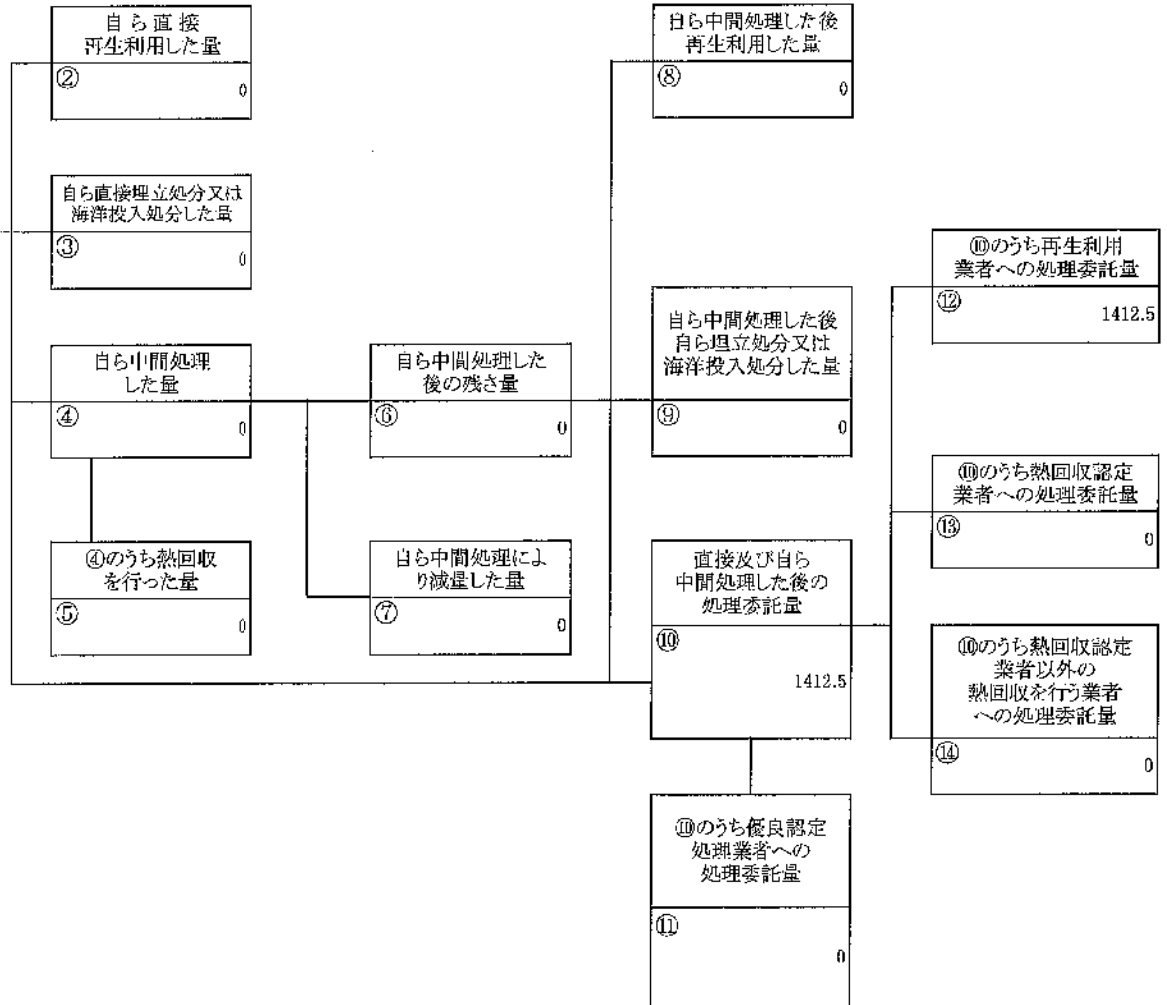 自ら直接
再生利用した量
②
0
自ら直接埋立処分又は
海洋投入処分した量
③
0
自ら中間処理
した量
④
0
④のうち熱回収
を行った量
⑤
0
自ら中間処理した
後の残さ量
⑥
0
自ら中間処理によ
り減量した量
⑦
0
自ら中間処理した後
再生利用した量
⑧
0
自ら中間処理した後
自ら埋立処分又は
海洋投入処分した量
⑨
0
直接及び自ら
中間処理した後の
処理委託量
⑩
1412.5
⑩のうち優良認定
処理業者への
処理委託量
⑪
0
⑩のうち再生利用
業者への処理委託量
⑫
1412.5
⑩のうち熱回収認定
業者への処理委託量
⑬
0
⑩のうち熱回収認定
業者以外の
熱回収を行う業者
への処理委託量
⑭
0